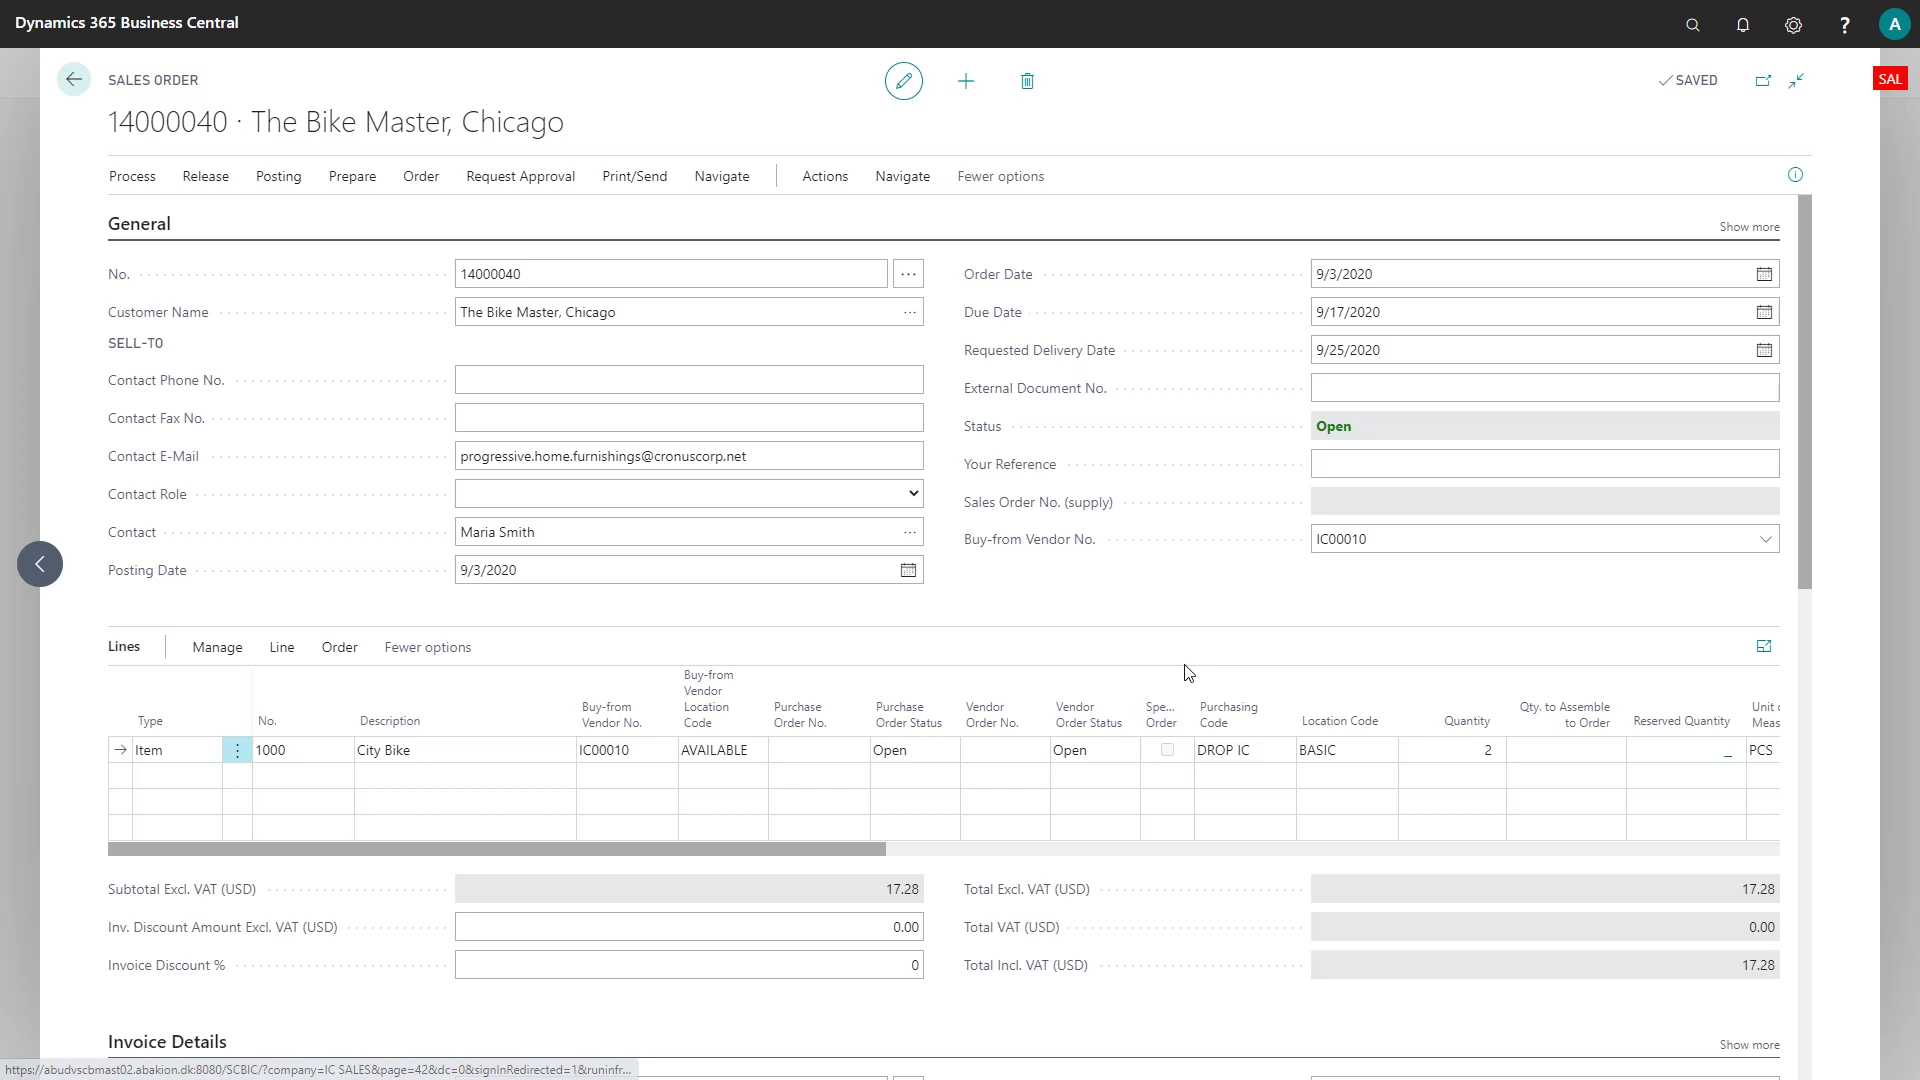 Dynamics 365 Business Central
?
A
SALES ORDER
SAVED
SAL
14000040 · The Bike Master, Chicago
Process Release Posting Prepare Order Request Approval Print/Send Navigate Actions Navigate Fewer options
General
Show more
No. 14000040
Customer Name The Bike Master, Chicago
SELL-TO
Contact Phone No.
Contact Fax No.
Contact E-Mail progressive.home.furnishings@cronuscorp.net
Contact Role
Contact Maria Smith
Posting Date 9/3/2020
Order Date 9/3/2020
Due Date 9/17/2020
Requested Delivery Date 9/25/2020
External Document No.
Status Open
Your Reference
Sales Order No. (supply)
Buy-from Vendor No. IC00010
Lines Manage Line Order Fewer options
Type No. Description Buy-from Vendor No. Buy-from Vendor Location Code Purchase Order No. Purchase Order Status Vendor Order No. Vendor Order Status Spe... Order Purchasing Code Location Code Quantity Qty. to Assemble to Order Reserved Quantity Unit Meas
Item 1000 City Bike IC00010 AVAILABLE Open Open DROP IC BASIC 2 _ PCS
Subtotal Excl. VAT (USD) 17.28
Inv. Discount Amount Excl. VAT (USD) 0.00
Invoice Discount % 0
Total Excl. VAT (USD) 17.28
Total VAT (USD) 0.00
Total Incl. VAT (USD) 17.28
Invoice Details
Show more
https://abudvscbmast02.abakion.dk:8080/SCBIC/?company=IC SALES&page=42&dc=0&signInRedirected=1&runinfr...